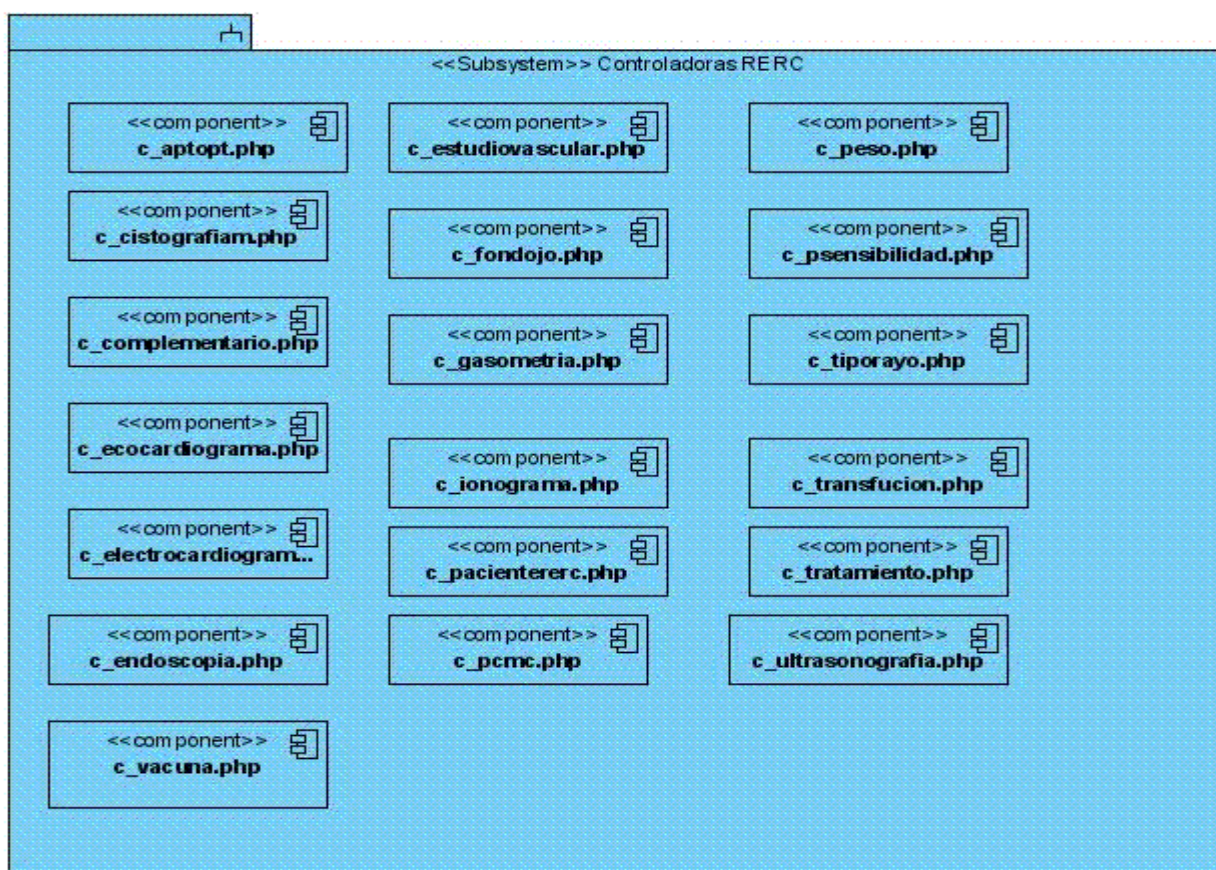 <<Subsystem>> Controladoras RERC
<<component>>
c_aptopt.php
<<component>>
c_cistografiam.php
<<component>>
c_complementario.php
<<component>>
c_ecocardiograma.php
<<component>>
c_electrocardiogram...
<<component>>
c_endoscopia.php
<<component>>
c_vacuna.php
<<component>>
c_estudiovascular.php
<<component>>
c_fondojo.php
<<component>>
c_gasometria.php
<<component>>
c_ionograma.php
<<component>>
c_pacientererc.php
<<component>>
c_pcmc.php
<<component>>
c_peso.php
<<component>>
c_psensibilidad.php
<<component>>
c_tiporayo.php
<<component>>
c_transfucion.php
<<component>>
c_tratamiento.php
<<component>>
c_ultrasonografia.php